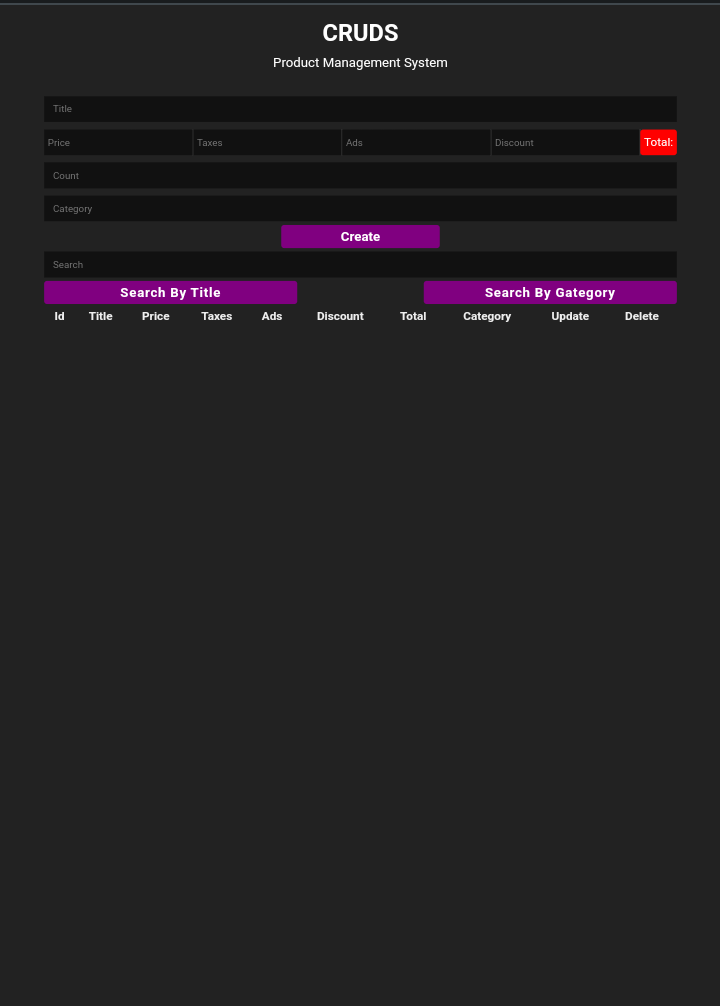 CRUDS
Product Management System
Title
Price Taxes Ads Discount Total:
Count
Category
Create
Search
Search By Title Search By Gategory
Id Title Price Taxes Ads Discount Total Category Update Delete